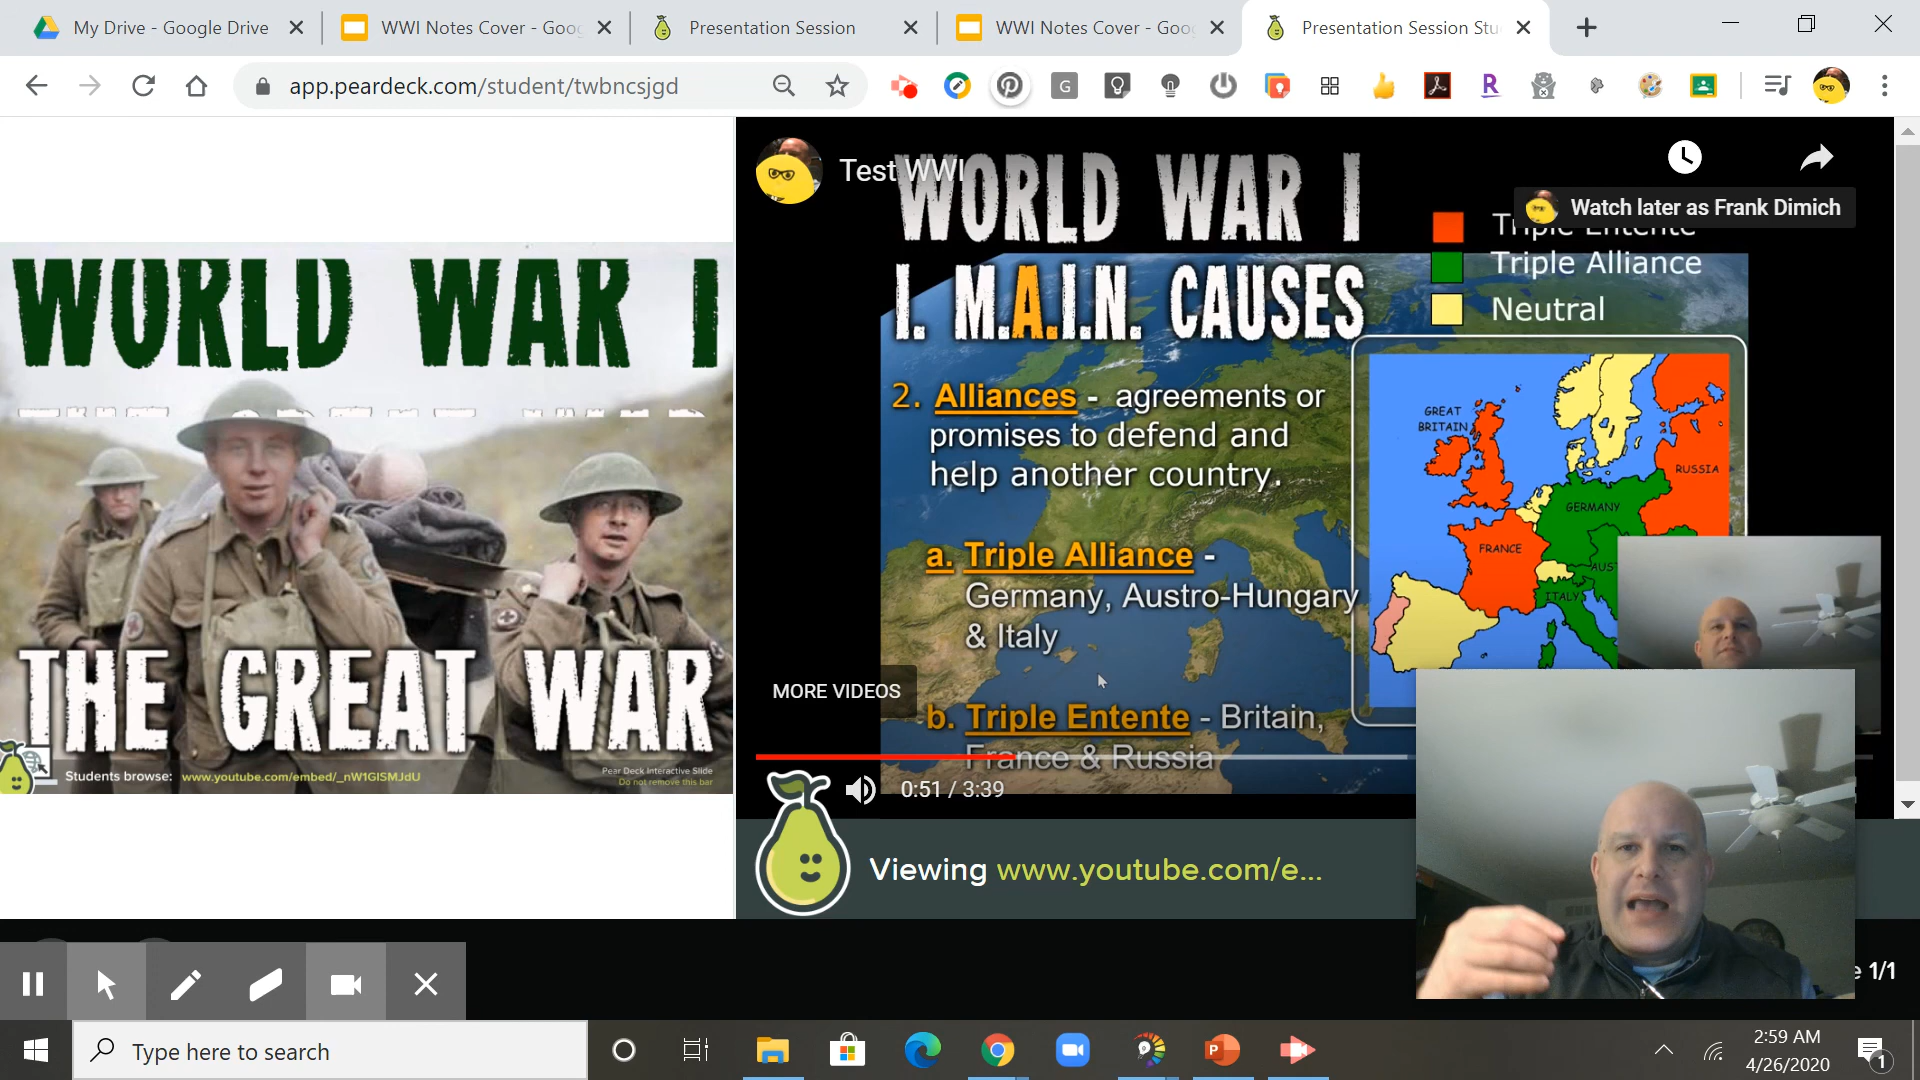 My Drive - Google Drive
WWI Notes Cover - Goo
Presentation Session
WWI Notes Cover - Goo
Presentation Session Stu
app.peardeck.com/student/twbncsjgd
G
R
WORLD WAR I
THE GREAT WAR
Students browse: www.youtube.com/embed/_nW1GISMJdU
Pear Deck Interactive Slide
Do not remove this bar
Test WWI
Watch later as Frank Dimich
WORLD WAR I
I. M.A.I.N. CAUSES
Triple Entente
Triple Alliance
Neutral
2. Alliances - agreements or
promises to defend and
help another country.
a. Triple Alliance -
Germany, Austro-Hungary
& Italy
b. Triple Entente - Britain,
France & Russia
GREAT
BRITAIN
RUSSIA
GERMANY
FRANCE
AUST
ITALY
MORE VIDEOS
0:51 / 3:39
Viewing www.youtube.com/e...
e 1/1
Type here to search
P
2:59 AM
4/26/2020
1